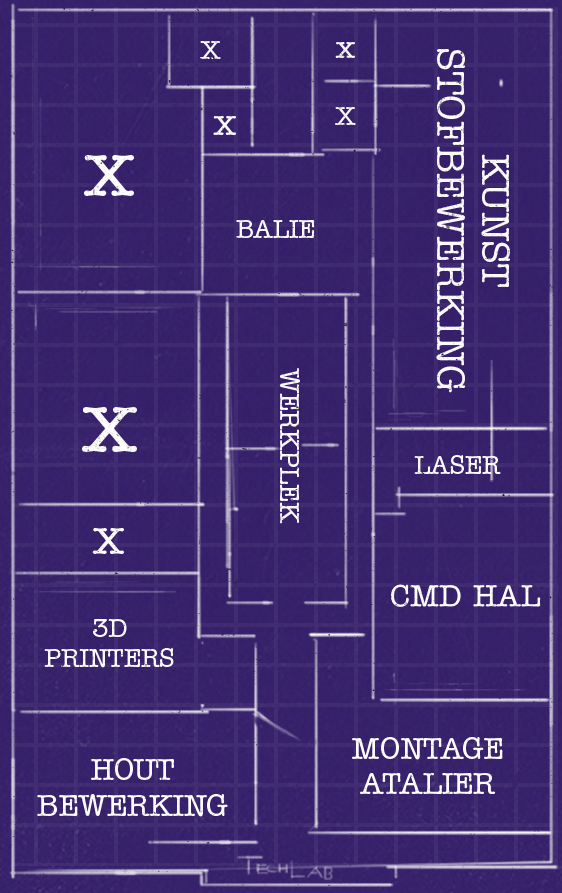 X
X
X
X
X
BALIE
KUNST
STOFBEWERKING
X
WERKPLEK
LASER
X
CMD HAL
3D
PRINTERS
MONTAGE
ATALIER
HOUT
BEWERKING
TECHLAB